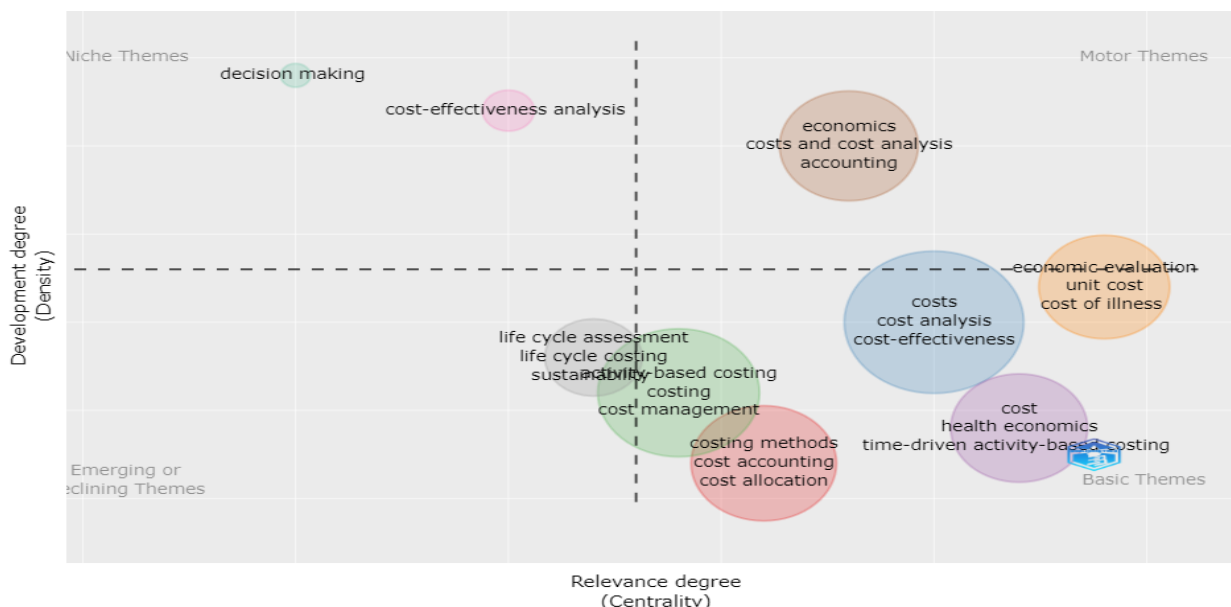 Niche Themes
Motor Themes
decision making
cost-effectiveness analysis
economics
costs and cost analysis
accounting
economic evaluation
unit cost
cost of illness
costs
cost analysis
cost-effectiveness
life cycle assessment
life cycle costing
sustainability
activity-based costing
costing
cost management
cost
health economics
time-driven activity-based costing
costing methods
cost accounting
cost allocation
Emerging or
eclining Themes
Basic Themes
Development degree
(Density)
Relevance degree
(Centrality)